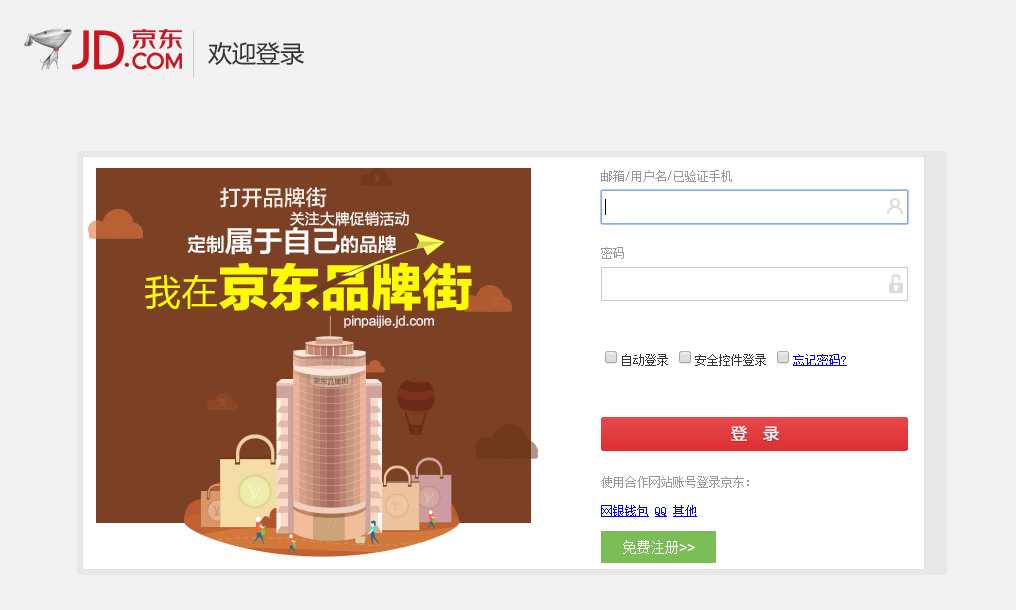 JD京东.COM
欢迎登录
打开品牌街
关注大牌促销活动
定制属于自己的品牌
我在京东品牌街
pinpaijie.jd.com
京东品牌街
邮箱/用户名/已验证手机
密码
自动登录 安全控件登录 忘记密码?
登 录
使用合作网站账号登录京东:
网银钱包 QQ 其他
免费注册>>